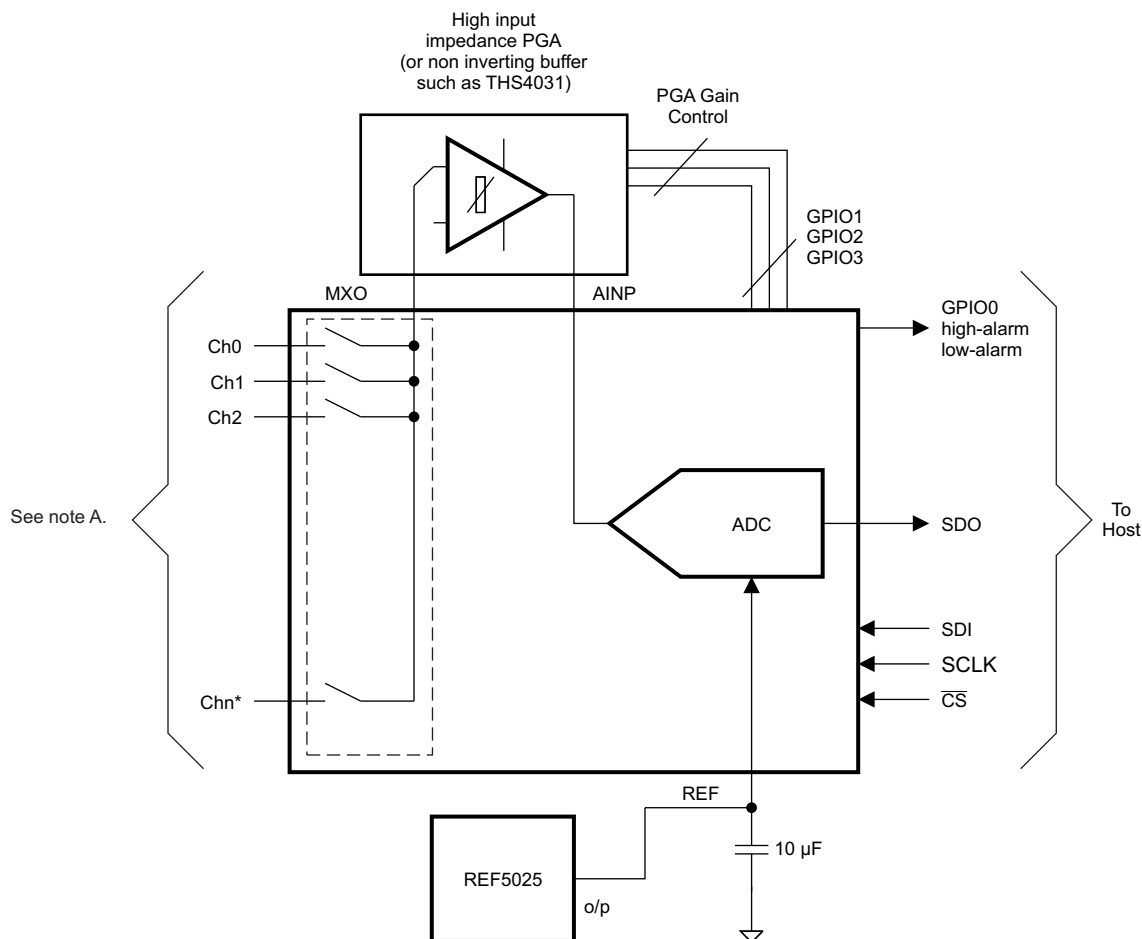 High input
impedance PGA
(or non inverting buffer
such as THS4031)
PGA Gain
Control
GPIO1
GPIO2
GPIO3
MXO
AINP
GPIO0
high-alarm
low-alarm
Ch0
Ch1
Ch2
See note A.
ADC
SDO
To
Host
SDI
SCLK
Chn*
C̅S̅
REF
10 µF
REF5025
o/p